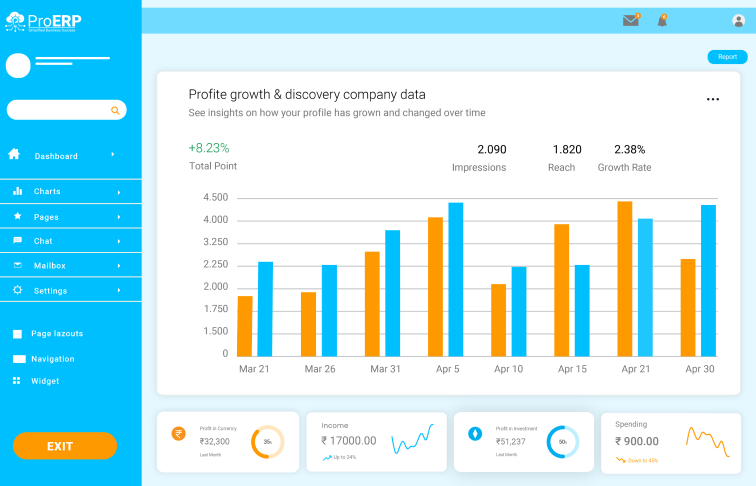 ProERP
Simplified Business Success
Dashboard
Charts
Pages
Chat
Mailbox
Settings
Page lazouts
Navigation
Widget
EXIT
Report
Profite growth & discovery company data
See insights on how your profile has grown and changed over time
+8.23%
Total Point
2.090
Impressions
1.820
Reach
2.38%
Growth Rate
4.500
4.000
3.250
2.250
2.000
1.750
1.500
0
Mar 21
Mar 26
Mar 31
Apr 5
Apr 10
Apr 15
Apr 21
Apr 30
Profit in Currency
₹32,300
Last Month
35%
Income
₹ 17000.00
Up to 24%
Profit in Investment
₹51,237
Last Month
50%
Spending
₹ 900.00
Down to 45%